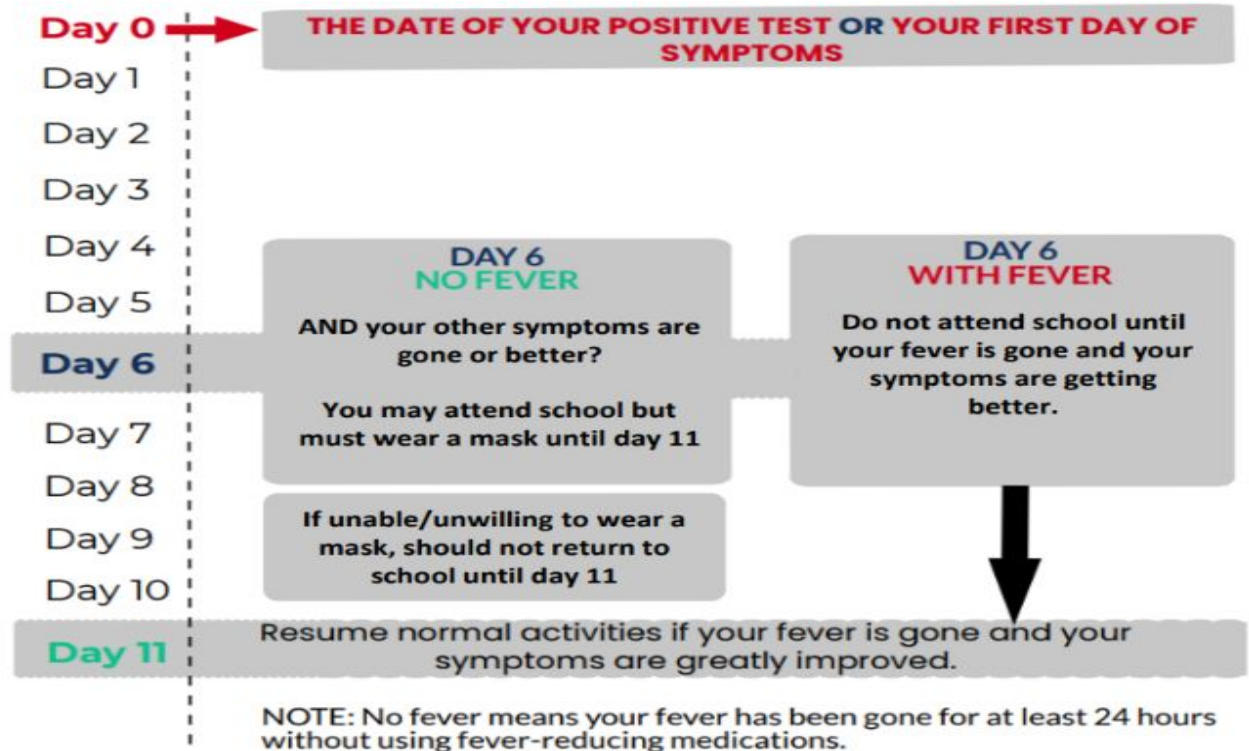 Day 0
THE DATE OF YOUR POSITIVE TEST OR YOUR FIRST DAY OF
SYMPTOMS
Day 1
Day 2
Day 3
Day 4
Day 5
Day 6
Day 7
Day 8
Day 9
Day 10
Day 11
DAY 6
NO FEVER
AND your other symptoms are
gone or better?
You may attend school but
must wear a mask until day 11
If unable/unwilling to wear a
mask, should not return to
school until day 11
DAY 6
WITH FEVER
Do not attend school until
your fever is gone and your
symptoms are getting
better.
Resume normal activities if your fever is gone and your
symptoms are greatly improved.
NOTE: No fever means your fever has been gone for at least 24 hours
without using fever-reducing medications.